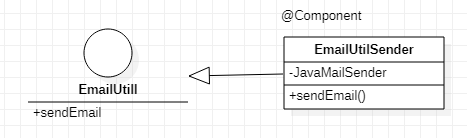 @Component
EmailUtilSender
-JavaMailSender
+sendEmail()
EmailUtill
+sendEmail